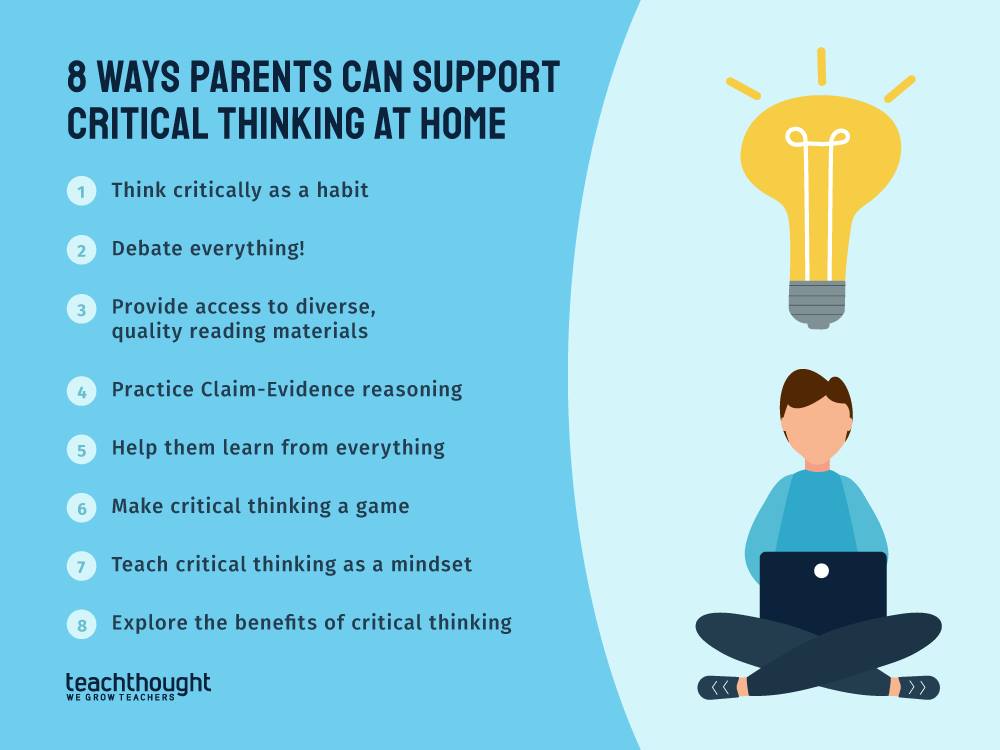 8 WAYS PARENTS CAN SUPPORT
CRITICAL THINKING AT HOME
1 Think critically as a habit
2 Debate everything!
3 Provide access to diverse,
quality reading materials
4 Practice Claim-Evidence reasoning
5 Help them learn from everything
6 Make critical thinking a game
7 Teach critical thinking as a mindset
8 Explore the benefits of critical thinking
teachthought
WE GROW TEACHERS